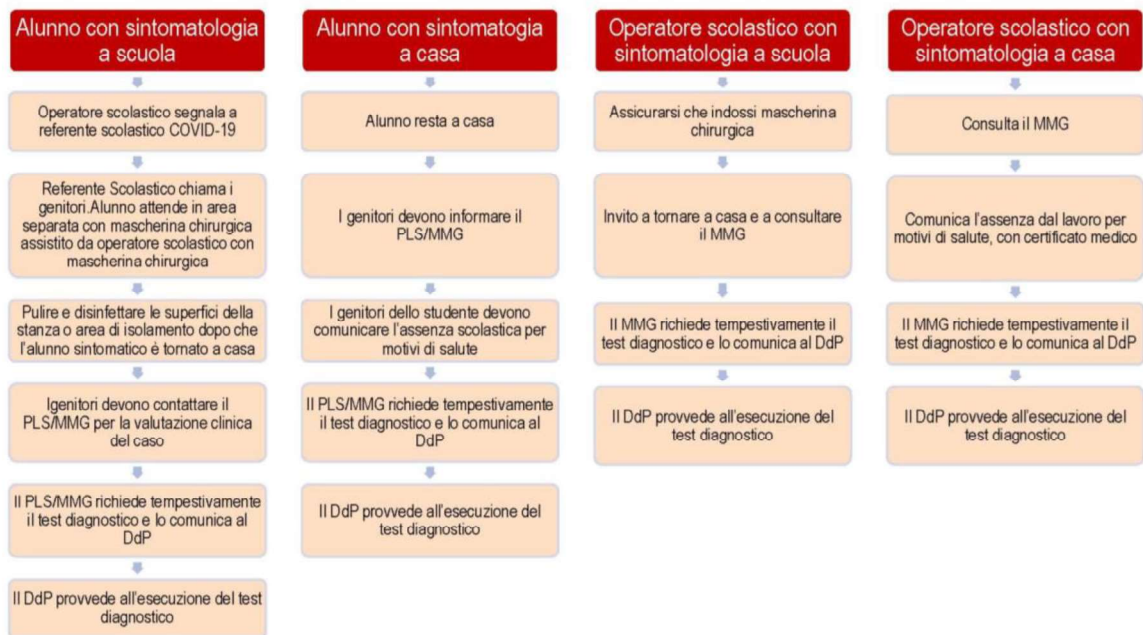 Alunno con sintomatologia
a scuola
Operatore scolastico segnala a
referente scolastico COVID-19
Referente Scolastico chiama i
genitori.Alunno attende in area
separata con mascherina chirurgica
assistito da operatore scolastico con
mascherina chirurgica
Pulire e disinfettare le superfici della
stanza o area di isolamento dopo che
l'alunno sintomatico è tornato a casa
Igenitori devono contattare il
PLS/MMG per la valutazione clinica
del caso
Il PLS/MMG richiede tempestivamente
il test diagnostico e lo comunica al
DdP
Il DdP provvede all'esecuzione del test
diagnostico
Alunno con sintomatogia
a casa
Alunno resta a casa
I genitori devono informare il
PLS/MMG
I genitori dello studente devono
comunicare l'assenza scolastica per
motivi di salute
Il PLS/MMG richiede tempestivamente
il test diagnostico e lo comunica al
DdP
Il DdP provvede all'esecuzione del test
diagnostico
Operatore scolastico con
sintomatologia a scuola
Assicurarsi che indossi mascherina
chirurgica
Invito a tornare a casa e a consultare
il MMG
Il MMG richiede tempestivamente il
test diagnostico e lo comunica al DdP
Il DdP provvede all'esecuzione del
test diagnostico
Operatore scolastico con
sintomatologia a casa
Consulta il MMG
Comunica l'assenza dal lavoro per
motivi di salute, con certificato medico
Il MMG richiede tempestivamente il
test diagnostico e lo comunica al DdP
Il DdP provvede all'esecuzione del
test diagnostico